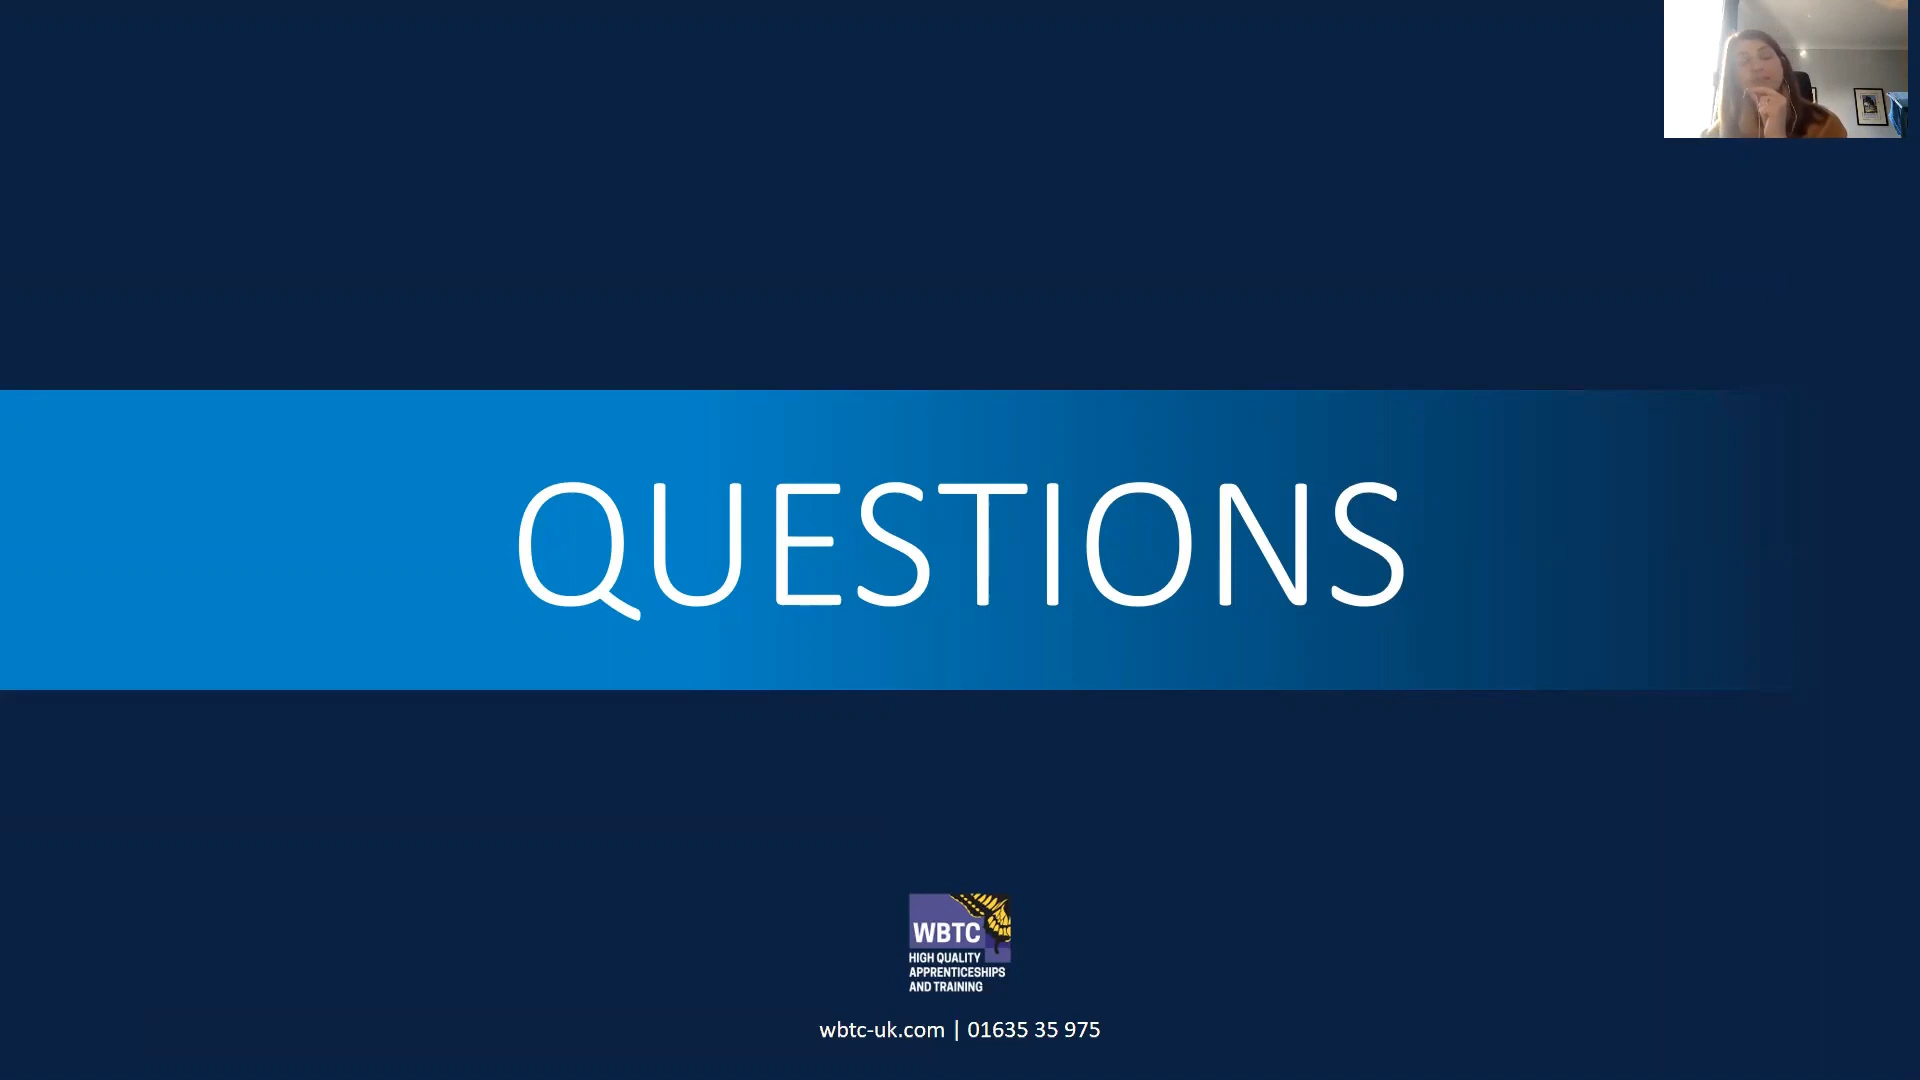 QUESTIONS
WBTC
HIGH QUALITY
APPRENTICESHIPS
AND TRAINING
wbtc-uk.com | 01635 35 975